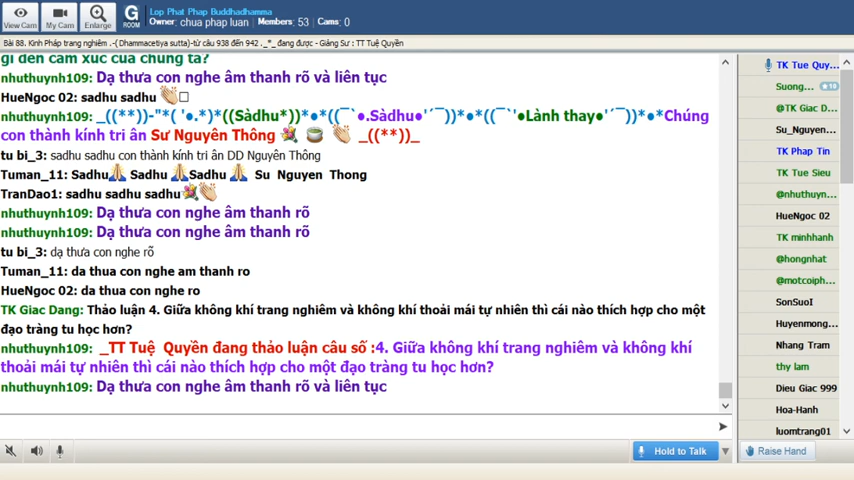 Lop Phat Phap Buddhadhamma
Owner: chua phap luan Members: 53 Cams: 0
View Cam
My Cam
Enlarge
G ROOM
Bài 88. Kinh Pháp trang nghiêm .-( Dhammacetiya sutta)-từ câu 938 đến 942 ._*_ đang được - Giảng Sư : TT Tuệ Quyền
gì đến cảm xúc của chúng ta?
nhuthuynh109: Dạ thưa con nghe âm thanh rõ và liên tục
HueNgoc 02: sadhu sadhu 👏□
nhuthuynh109: _((**))-"*( '●.*)*((Sàdhu*))*●*((¯`●.Sàdhu●'´¯))*●*((¯`'●Lành thay●'´¯))*●*Chúng
con thành kính tri ân Sư Nguyên Thông 💐 🍵 👏 _((**))_
tu bi_3: sadhu sadhu con thành kính tri ân DD Nguyên Thông
Tuman_11: Sadhu🙏 Sadhu 🙏Sadhu 🙏 Su Nguyen Thong
TranDao1: sadhu sadhu sadhu💐👏
nhuthuynh109: Dạ thưa con nghe âm thanh rõ
nhuthuynh109: Dạ thưa con nghe âm thanh rõ
tu bi_3: dạ thưa con nghe rõ
Tuman_11: da thua con nghe am thanh ro
HueNgoc 02: da thua con nghe ro
TK Giac Dang: Thảo luận 4. Giữa không khí trang nghiêm và không khí thoải mái tự nhiên thì cái nào thích hợp cho một
đạo tràng tu học hơn?
nhuthuynh109: _TT Tuệ Quyền đang thảo luận câu số :4. Giữa không khí trang nghiêm và không khí
thoải mái tự nhiên thì cái nào thích hợp cho một đạo tràng tu học hơn?
nhuthuynh109: Dạ thưa con nghe âm thanh rõ và liên tục
TK Tue Quy...
Suong...
@TK Giac D...
Su_Nguyen...
TK Phap Tin
TK Tue Sieu
@nhuthuyn...
HueNgoc 02
TK minhhanh
@hongnhat
@motcoiph...
SonSuoI
Huyenmong...
Nhang Tram
thy lam
Dieu Giac 999
Hoa-Hanh
luomtrang01
Hold to Talk
Raise Hand